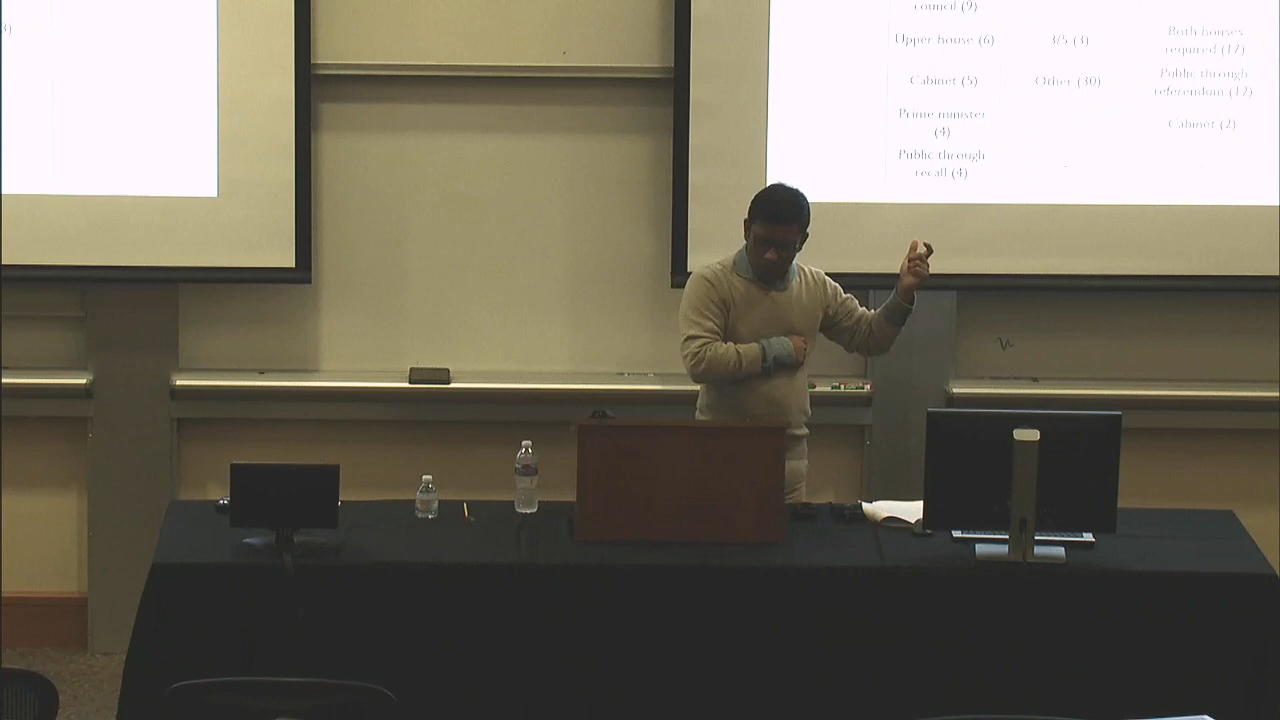 3)
council (9)
Upper house (6) 3/5 (3) Both houses
required (17)
Cabinet (5) Other (30) Public through
referendum (12)
Prime minister
(4) Cabinet (2)
Public through
recall (4)